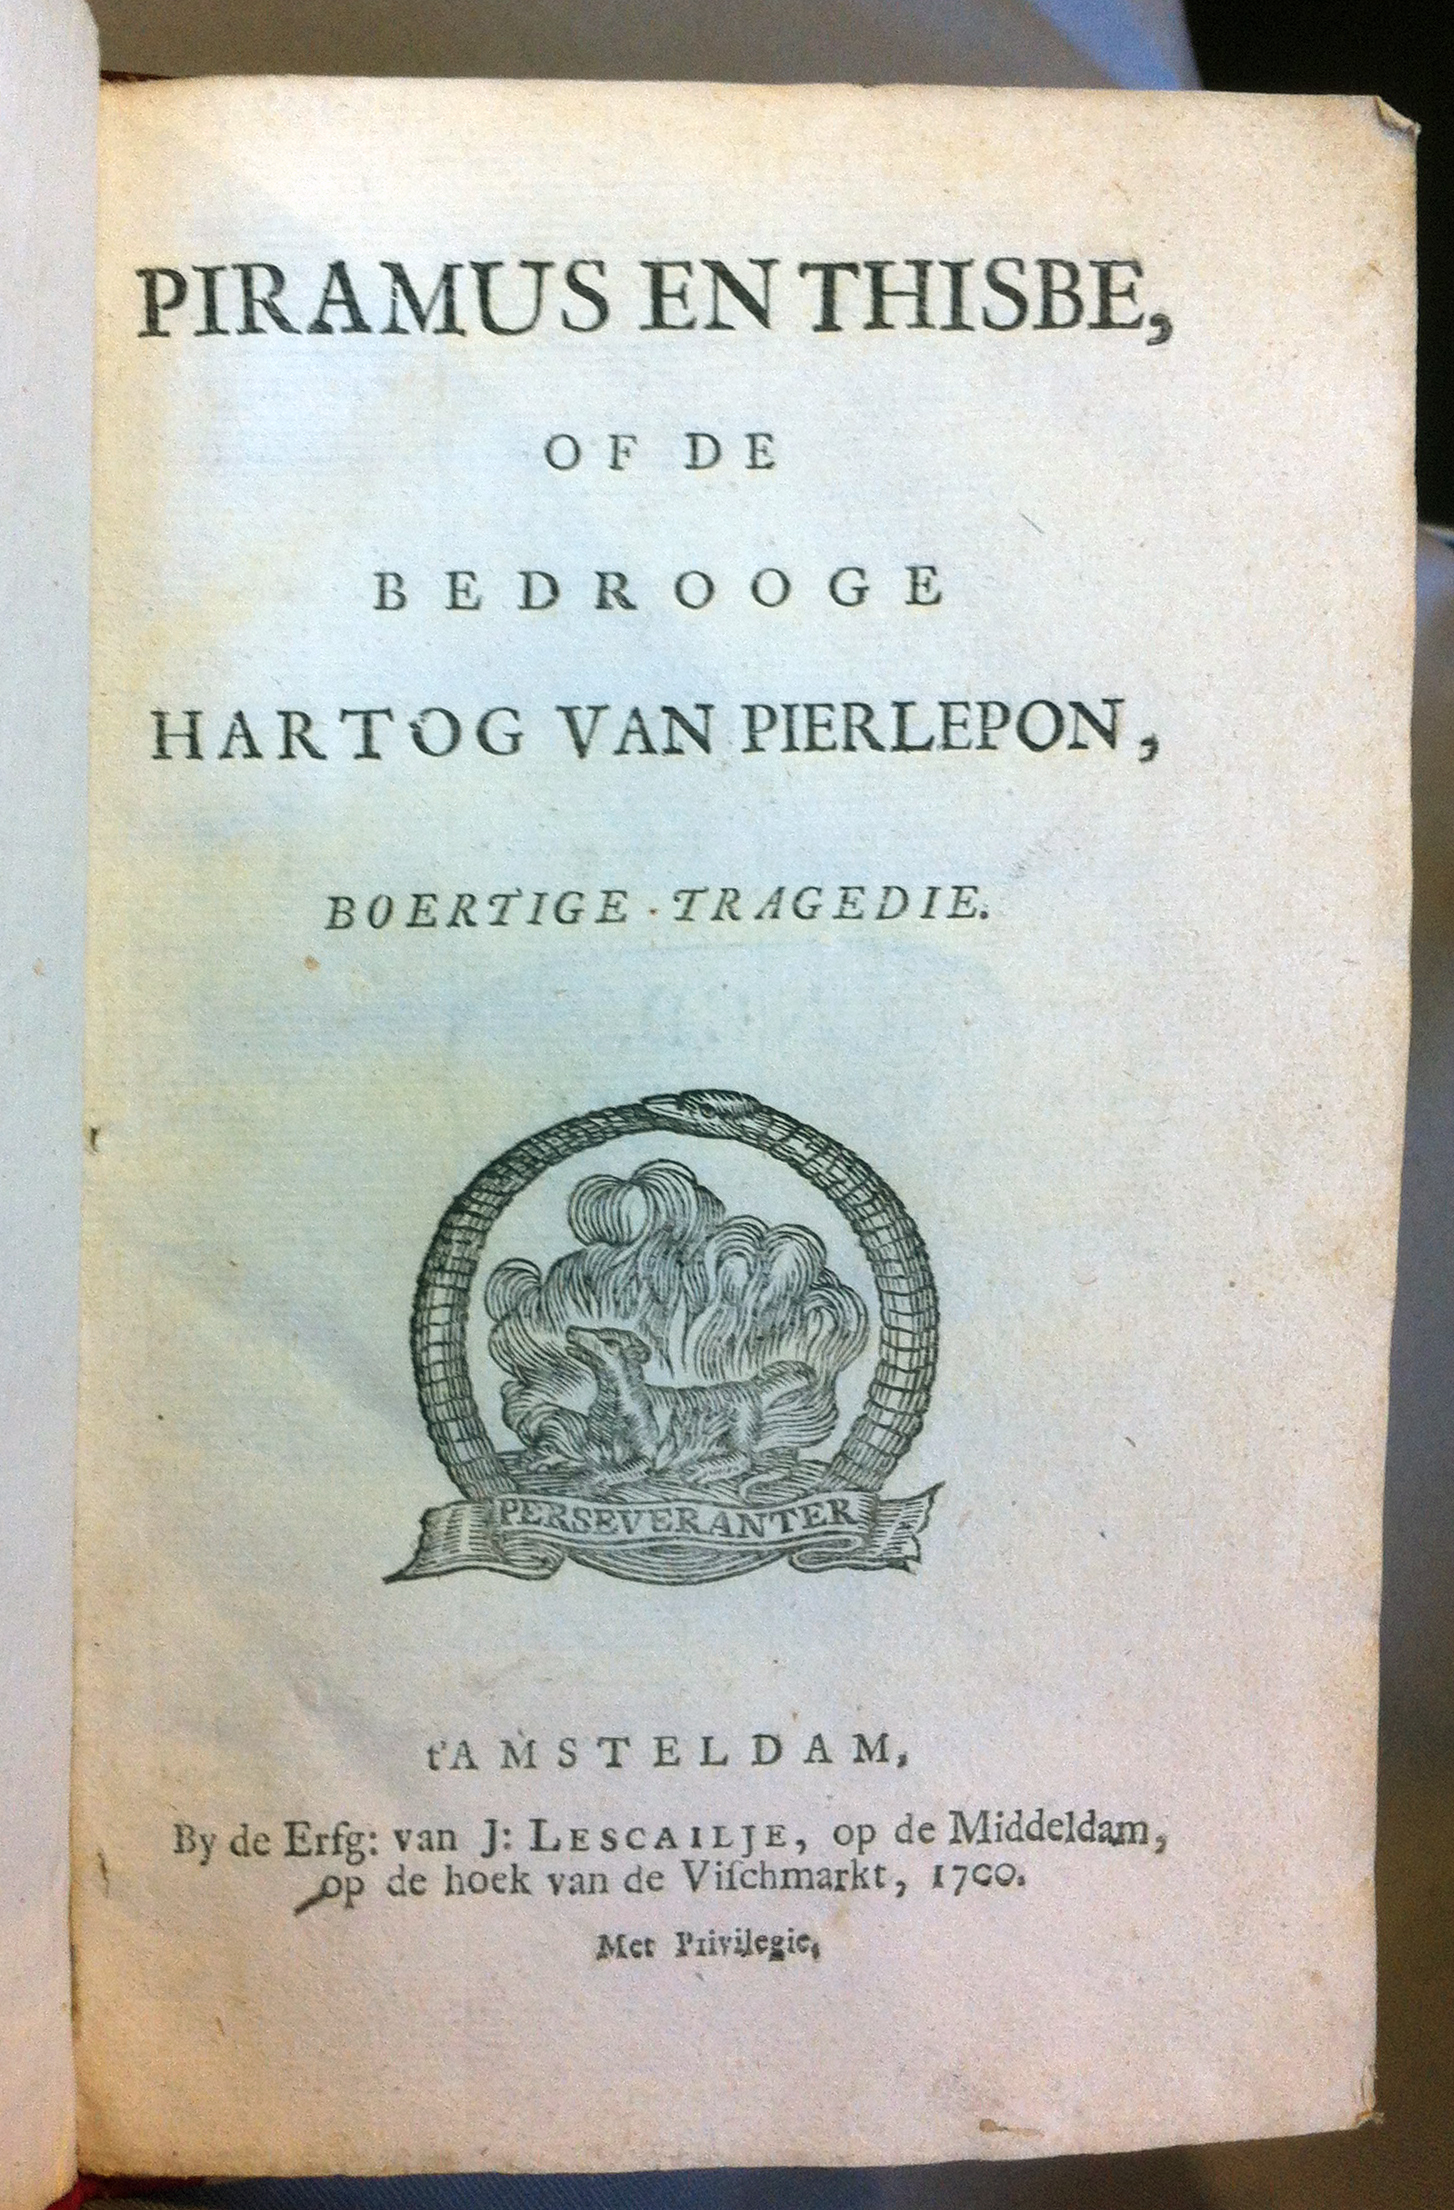 PIRAMUS EN THISBE,
OF DE
BEDROOGE
HARTOG VAN PIERLEPON,
BOERTIGE TRAGEDIE.
PERSEVERANTER
t'AMSTELDAM,
By de Erfg: van J: LESCAILJE, op de Middeldam,
op de hoek van de Viſchmarkt, 1700.
Met Privilegie,